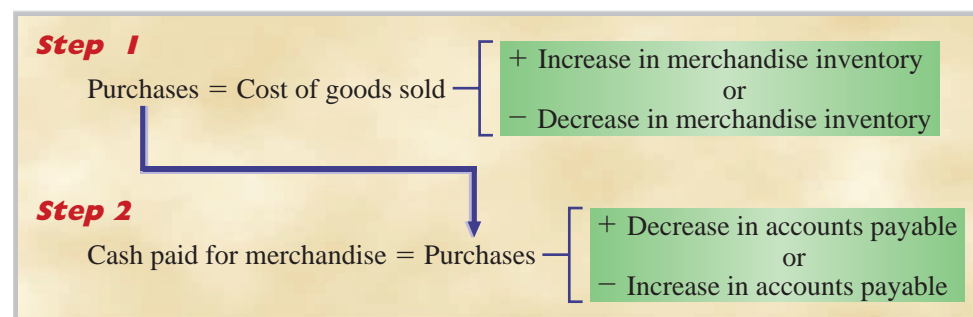 Step 1
Purchases = Cost of goods sold
+ Increase in merchandise inventory
or
− Decrease in merchandise inventory
Step 2
Cash paid for merchandise = Purchases
+ Decrease in accounts payable
or
− Increase in accounts payable